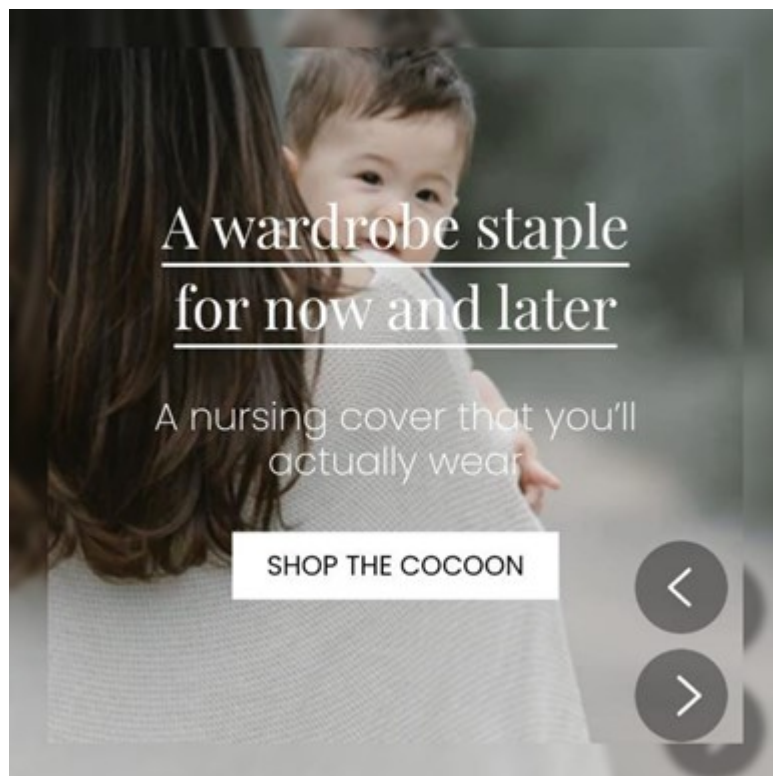 A wardrobe staple
for now and later
A nursing cover that you'll
actually wear
SHOP THE COCOON